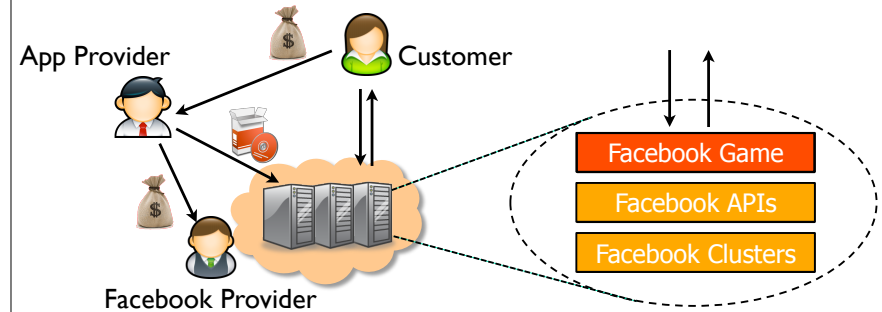 App Provider
$
Customer
$
Facebook Provider
Facebook Game
Facebook APIs
Facebook Clusters